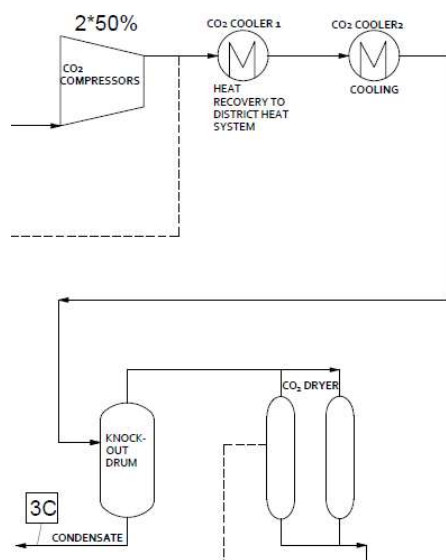 2*50%
CO₂
COMPRESSORS
CO₂ COOLER 1
HEAT
RECOVERY TO
DISTRICT HEAT
SYSTEM
CO₂ COOLER2
COOLING
KNOCK-
OUT
DRUM
CO₂ DRYER
3C
CONDENSATE